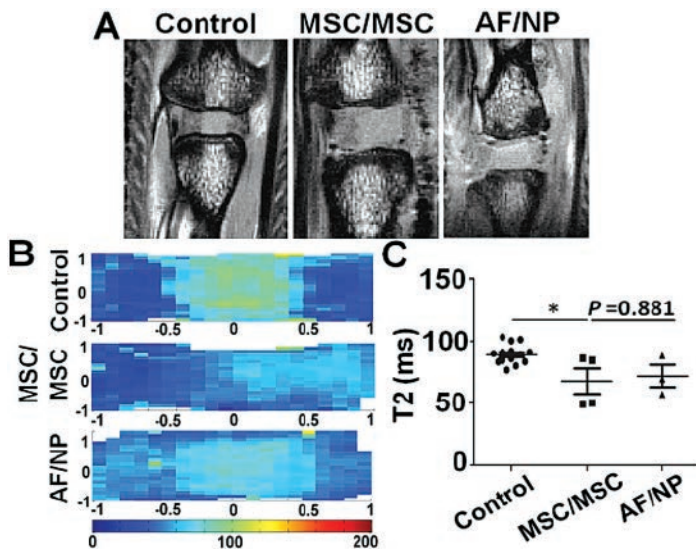 A
Control MSC/MSC AF/NP
B
Control
1
0
-1
-1 -0.5 0 0.5 1
MSC/
MSC
1
0
-1
-1 -0.5 0 0.5 1
AF/NP
1
0
-1
-1 -0.5 0 0.5 1
0 100 200
C
T2 (ms)
150
100
50
0
* P=0.881
Control MSC/MSC AF/NP